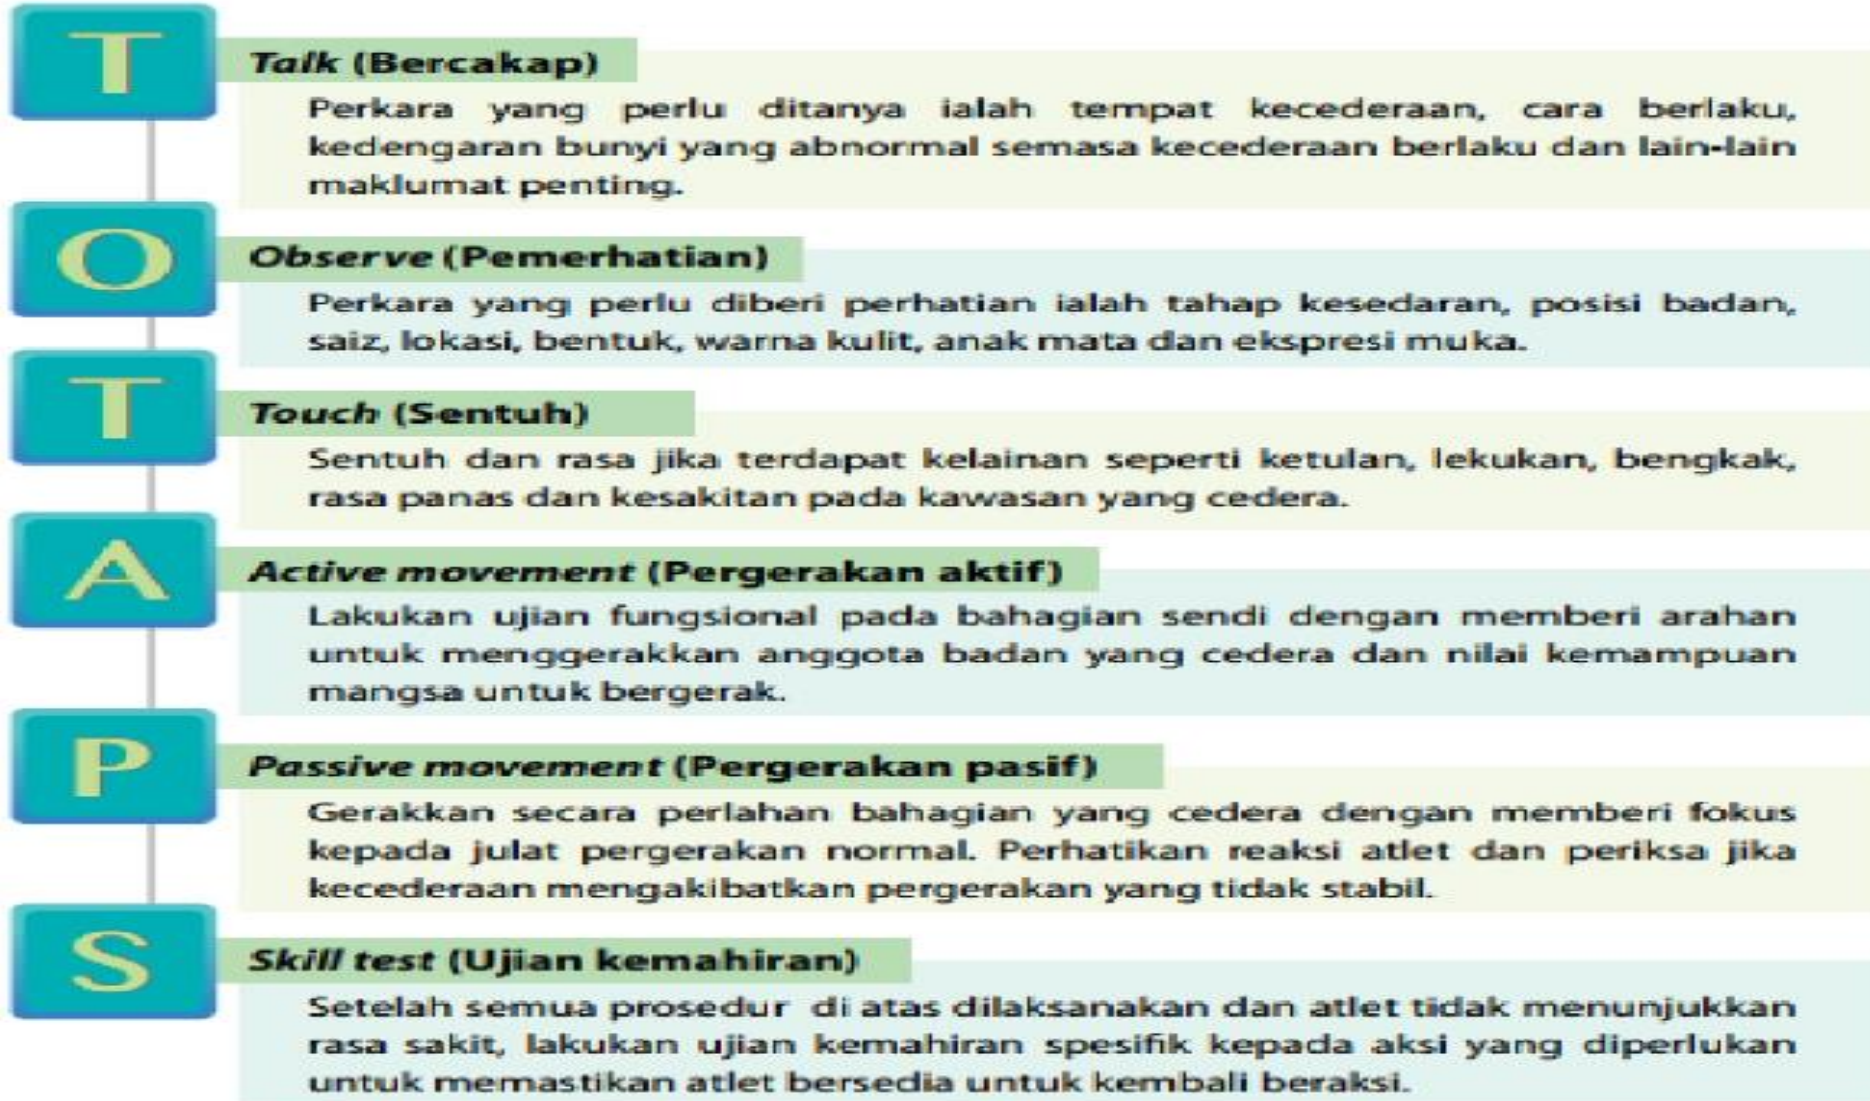 T
Talk (Bercakap)
Perkara yang perlu ditanya ialah tempat kecederaan, cara berlaku,
kedengaran bunyi yang abnormal semasa kecederaan berlaku dan lain-lain
maklumat penting.
O
Observe (Pemerhatian)
Perkara yang perlu diberi perhatian ialah tahap kesedaran, posisi badan,
saiz, lokasi, bentuk, warna kulit, anak mata dan ekspresi muka.
T
Touch (Sentuh)
Sentuh dan rasa jika terdapat kelainan seperti ketulan, lekukan, bengkak,
rasa panas dan kesakitan pada kawasan yang cedera.
A
Active movement (Pergerakan aktif)
Lakukan ujian fungsional pada bahagian sendi dengan memberi arahan
untuk menggerakkan anggota badan yang cedera dan nilai kemampuan
mangsa untuk bergerak.
P
Passive movement (Pergerakan pasif)
Gerakkan secara perlahan bahagian yang cedera dengan memberi fokus
kepada julat pergerakan normal. Perhatikan reaksi atlet dan periksa jika
kecederaan mengakibatkan pergerakan yang tidak stabil.
S
Skill test (Ujian kemahiran)
Setelah semua prosedur di atas dilaksanakan dan atlet tidak menunjukkan
rasa sakit, lakukan ujian kemahiran spesifik kepada aksi yang diperlukan
untuk memastikan atlet bersedia untuk kembali beraksi.